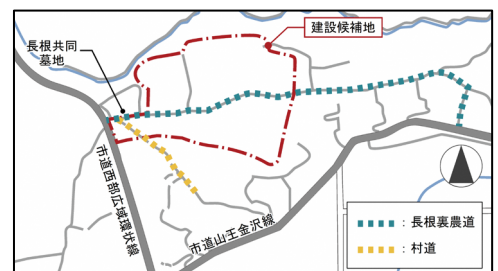 建設候補地
長根共同
墓地
市道西部広域環状線
市道山王金沢線
：長根裏農道
：村道